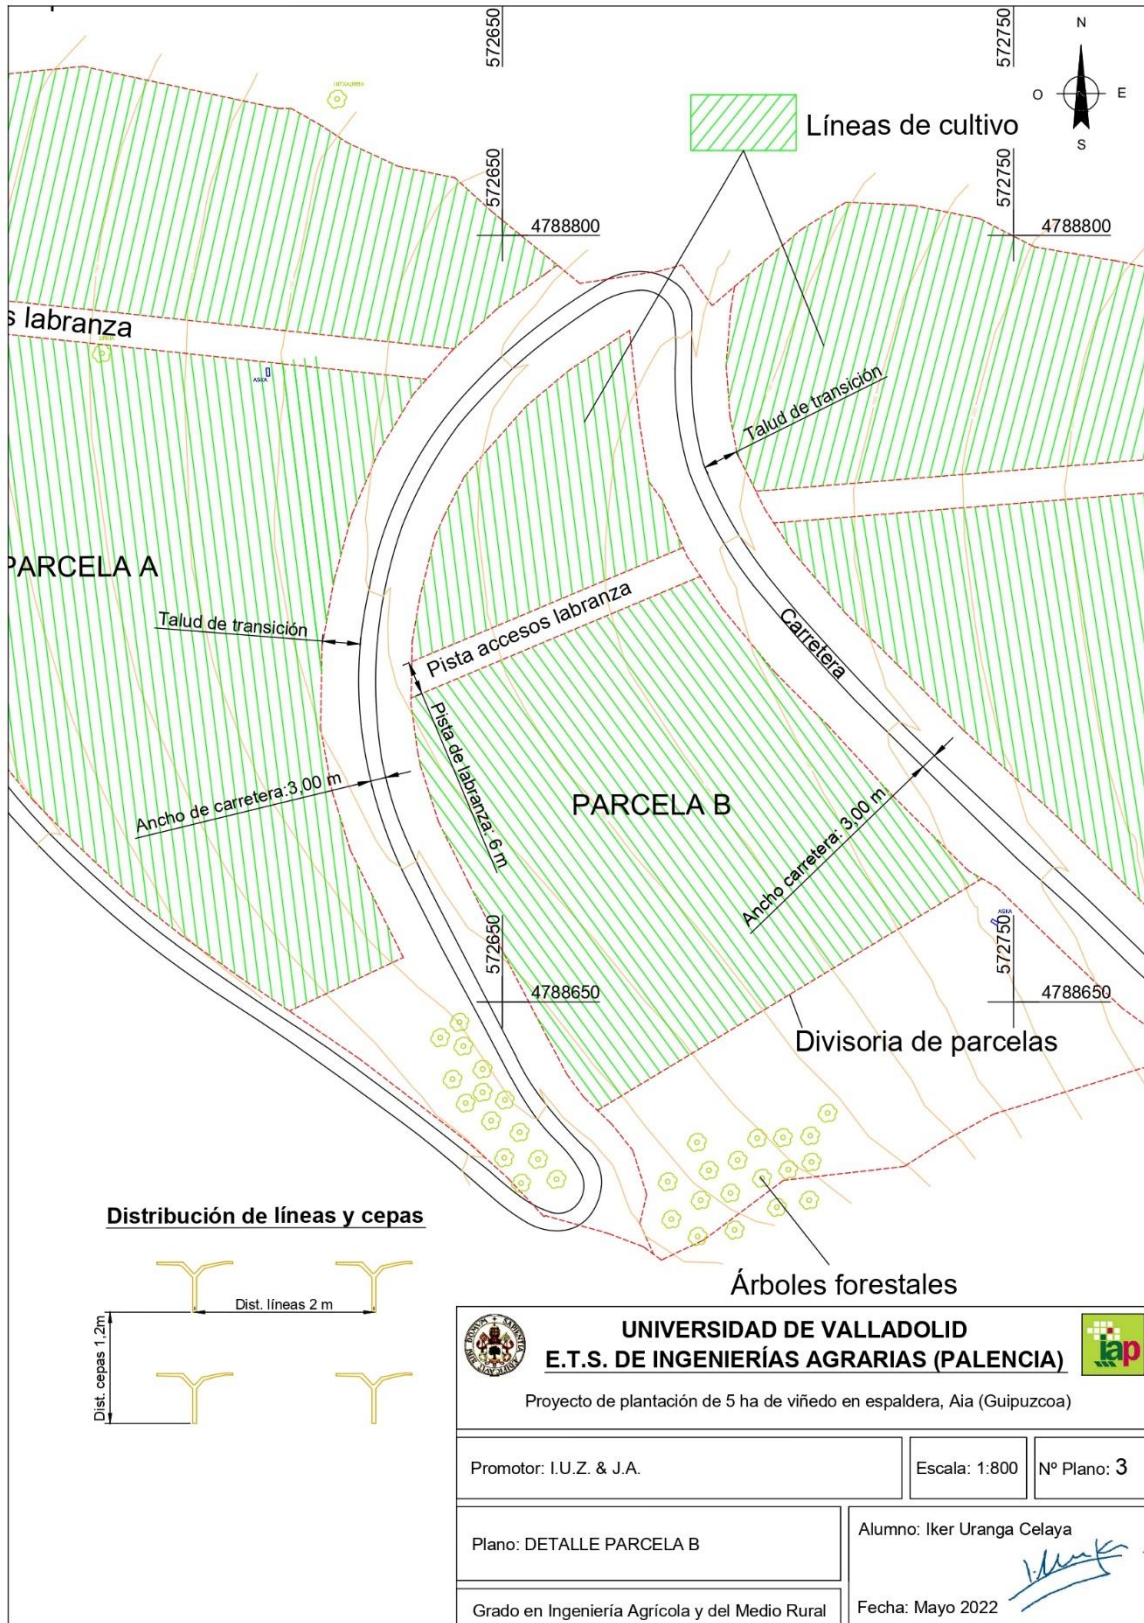 572650
572750
N
O
E
S
Líneas de cultivo
572650
572750
4788800
4788800
s labranza
ASKA
Talud de transición
PARCELA A
Talud de transición
Pista accesos labranza
Carretera
Pista de labranza: 6 m
Ancho de carretera:3,00 m
PARCELA B
Ancho carretera: 3,00 m
572650
572750
ASKA
4788650
4788650
Divisoria de parcelas
Árboles forestales
Distribución de líneas y cepas
Dist. líneas 2 m
Dist. cepas 1,2m
UNIVERSIDAD DE VALLADOLID
E.T.S. DE INGENIERÍAS AGRARIAS (PALENCIA)
iap
Proyecto de plantación de 5 ha de viñedo en espaldera, Aia (Guipuzcoa)
Promotor: I.U.Z. & J.A.
Escala: 1:800
Nº Plano: 3
Plano: DETALLE PARCELA B
Alumno: Iker Uranga Celaya
Grado en Ingeniería Agrícola y del Medio Rural
Fecha: Mayo 2022